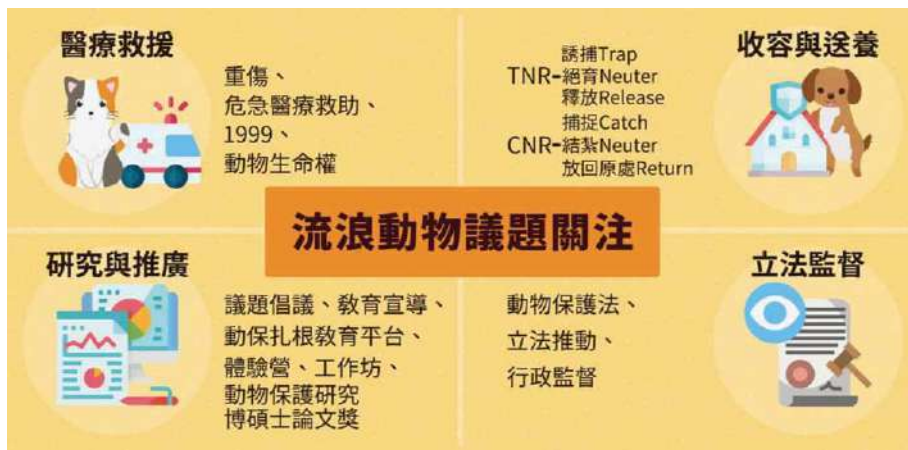 醫療救援
重傷、
危急醫療救助、
1999、
動物生命權
收容與送養
誘捕Trap
TNR-絕育Neuter
釋放Release
捕捉Catch
CNR-結紮Neuter
放回原處Return
流浪動物議題關注
研究與推廣
議題倡議、教育宣導、
動保扎根教育平台、
體驗營、工作坊、
動物保護研究
博碩士論文獎
立法監督
動物保護法、
立法推動、
行政監督